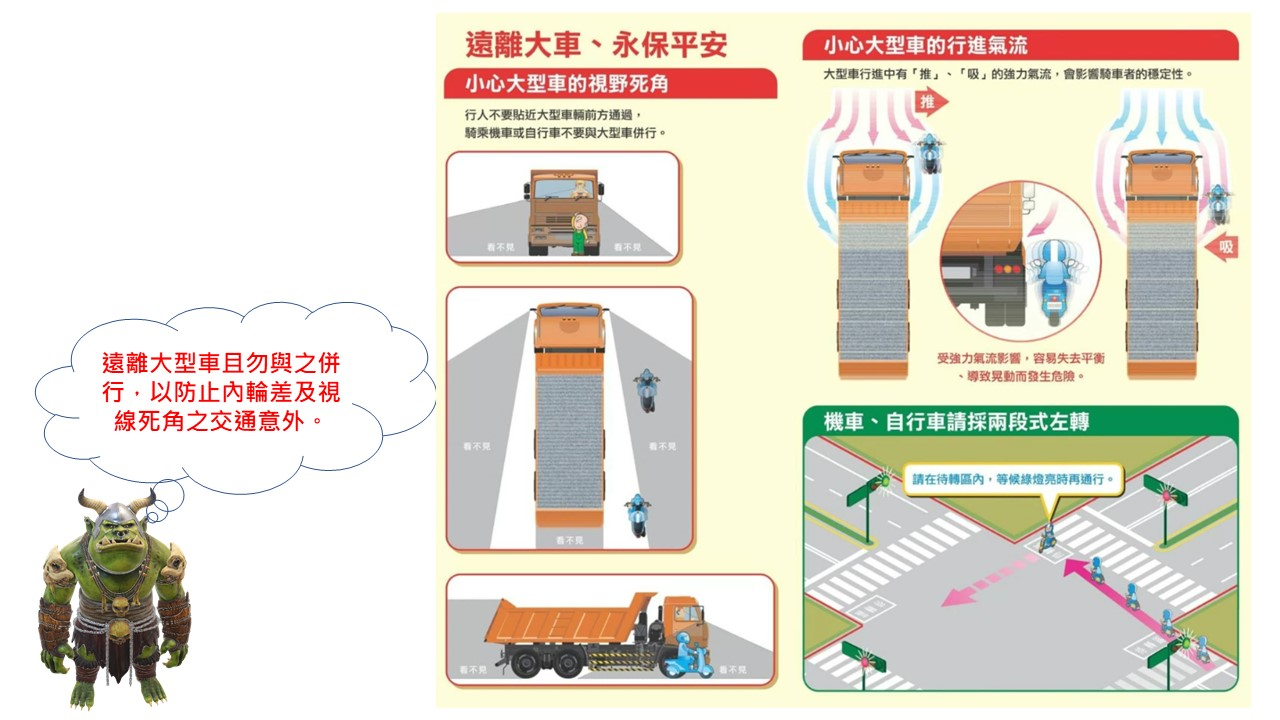 遠離大型車且勿與之併
行，以防止內輪差及視
線死角之交通意外。
遠離大車、永保平安
小心大型車的視野死角
行人不要貼近大型車輛前方通過，
騎乘機車或自行車不要與大型車併行。
看不見
看不見
看不見
看不見
看不見
看不見
看不見
小心大型車的行進氣流
大型車行進中有「推」、「吸」的強力氣流，會影響騎車者的穩定性。
推
吸
受強力氣流影響，容易失去平衡
、導致晃動而發生危險。
機車、自行車請採兩段式左轉
請在待轉區內，等候綠燈亮時再通行。